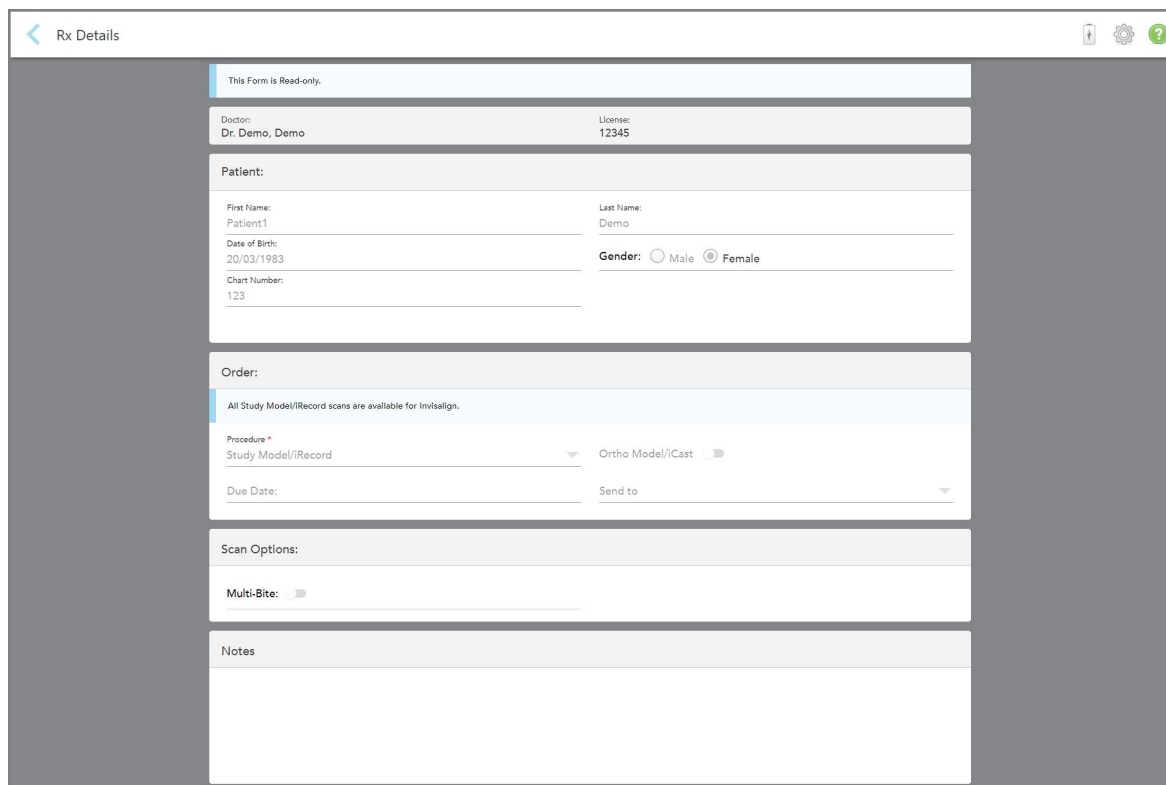 Rx Details
?
This Form is Read-only.
Doctor: License:
Dr. Demo, Demo 12345
Patient:
First Name: Last Name:
Patient1 Demo
Date of Birth:
20/03/1983 Gender: Male Female
Chart Number:
123
Order:
All Study Model/iRecord scans are available for Invisalign.
Procedure *
Study Model/iRecord Ortho Model/iCast
Due Date: Send to
Scan Options:
Multi-Bite:
Notes